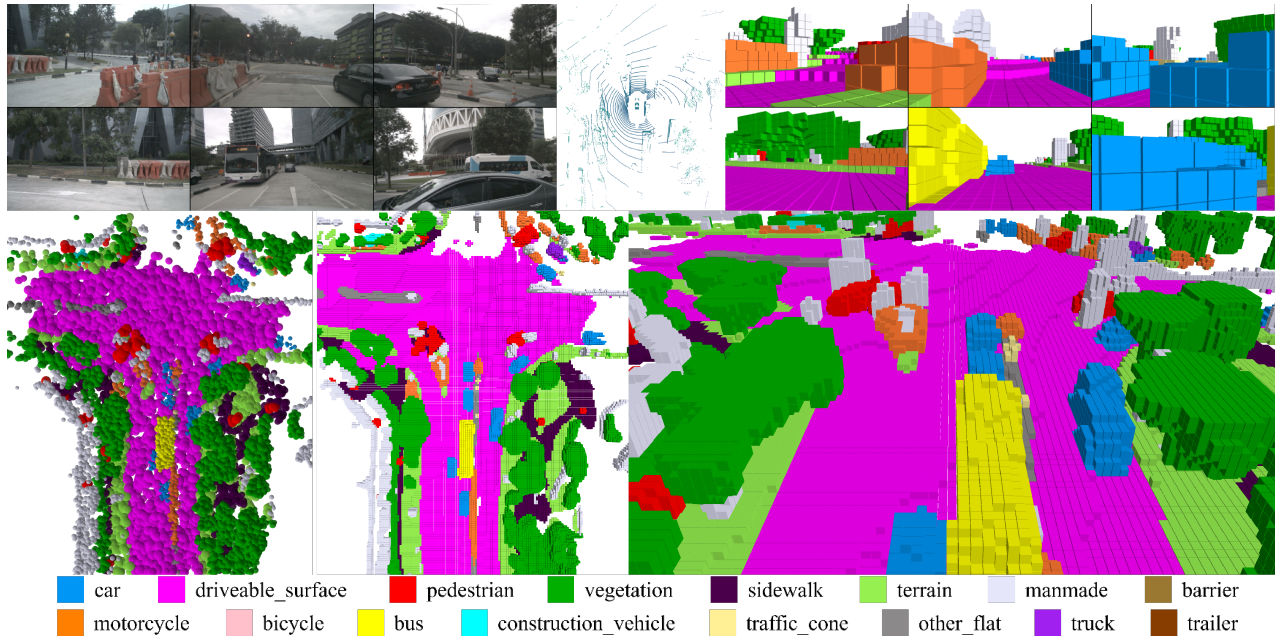 car driveable_surface pedestrian vegetation sidewalk terrain manmade barrier
motorcycle bicycle bus construction_vehicle traffic_cone other_flat truck trailer